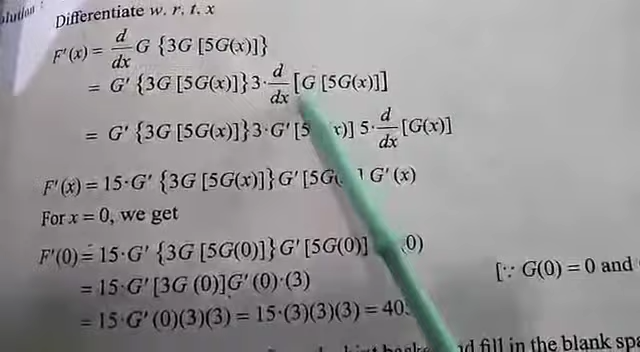 Differentiate w. r. t. x
F'(x) = d/dx G {3G [5G(x)]}
= G' {3G [5G(x)]}3· d/dx [G [5G(x)]]
= G' {3G [5G(x)]}3·G' [5 x)] 5· d/dx [G(x)]
F'(x) = 15·G' {3G [5G(x)]}G' [5G( ] G'(x)
For x = 0, we get
F'(0) = 15·G' {3G [5G(0)]}G' [5G(0)] 0)
[∵ G(0) = 0 and
= 15·G' [3G (0)]G' (0)·(3)
= 15·G' (0)(3)(3) = 15·(3)(3)(3) = 40
and fill in the blank